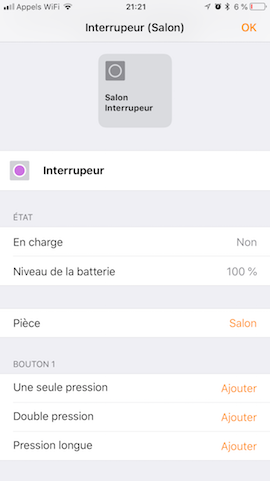 Appels WiFi 21:21 6 %
Interrupeur (Salon) OK
Salon
Interrupeur
Interrupeur
ÉTAT
En charge Non
Niveau de la batterie 100 %
Pièce Salon
BOUTON 1
Une seule pression Ajouter
Double pression Ajouter
Pression longue Ajouter